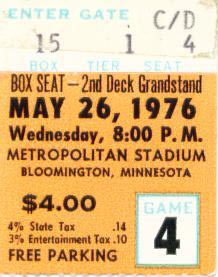 ENTER GATE C/D
15 1 4
BOX TIER SEAT
BOX SEAT - 2nd Deck Grandstand
MAY 26, 1976
Wednesday, 8:00 P.M.
METROPOLITAN STADIUM
BLOOMINGTON, MINNESOTA
$4.00
4% State Tax .14
3% Entertainment Tax .10
FREE PARKING
GAME
4